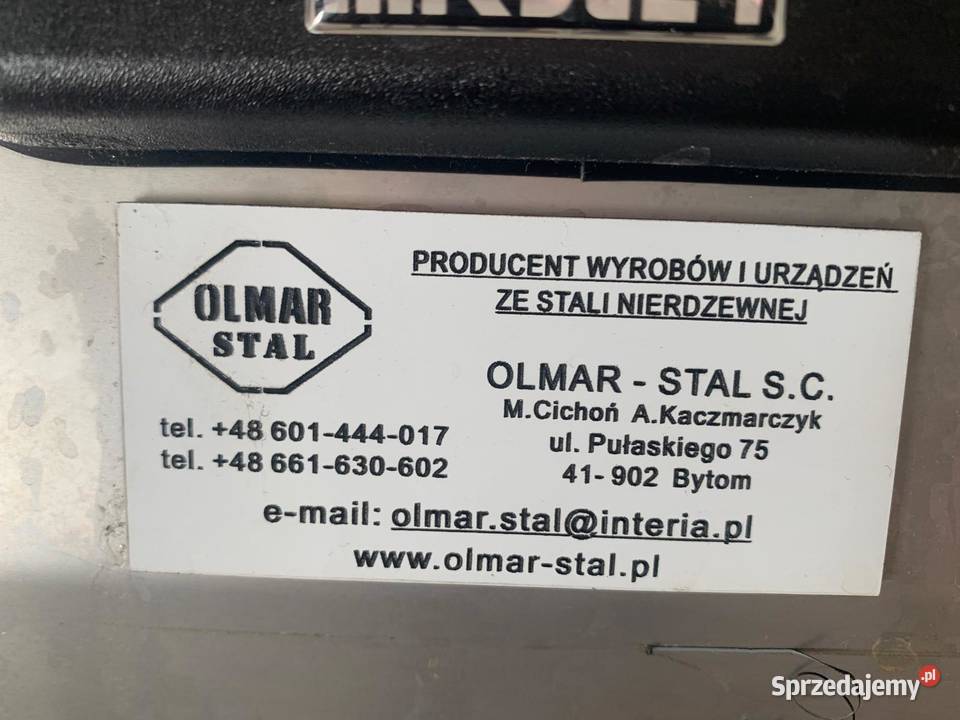 OLMAR
STAL
PRODUCENT WYROBÓW I URZĄDZEŃ
ZE STALI NIERDZEWNEJ
OLMAR - STAL S.C.
M.Cichoń A.Kaczmarczyk
ul. Pułaskiego 75
41-902 Bytom
tel. +48 601-444-017
tel. +48 661-630-602
e-mail: olmar.stal@interia.pl
www.olmar-stal.pl
Sprzedajemy.pl